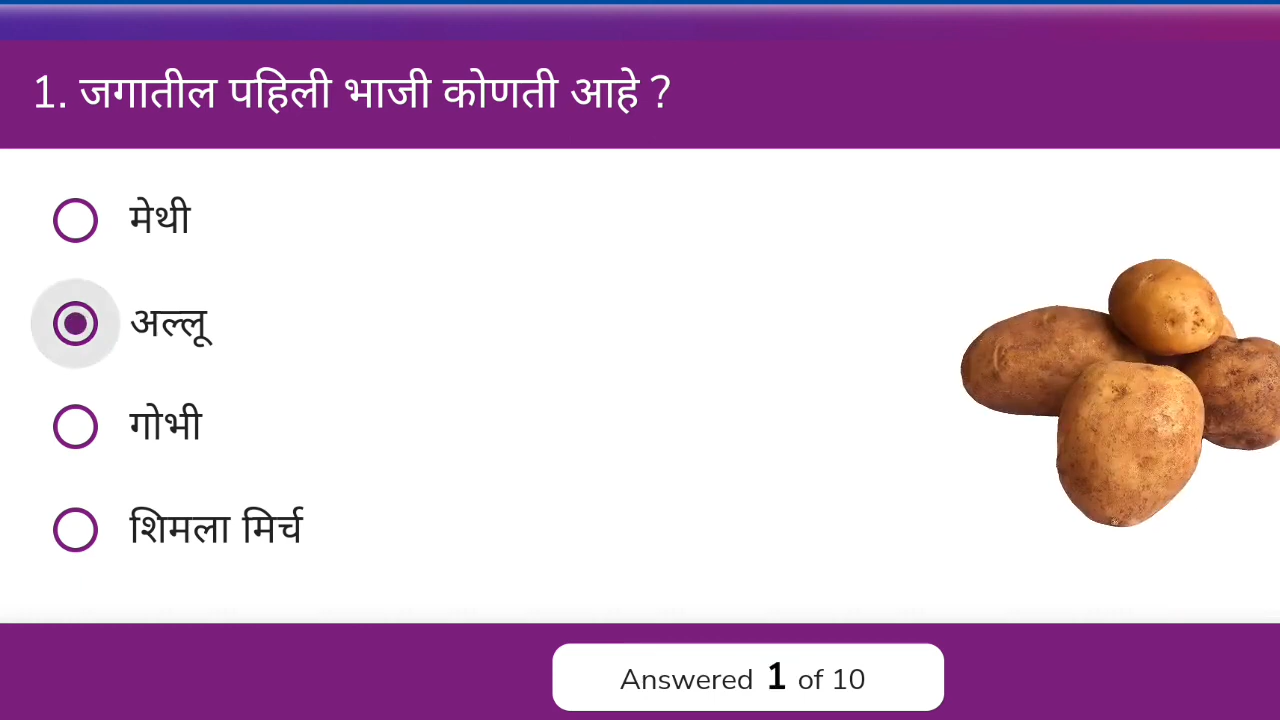 1. जगातील पहिली भाजी कोणती आहे ?
मेथी
अल्लू
गोभी
शिमला मिर्च
Answered 1 of 10